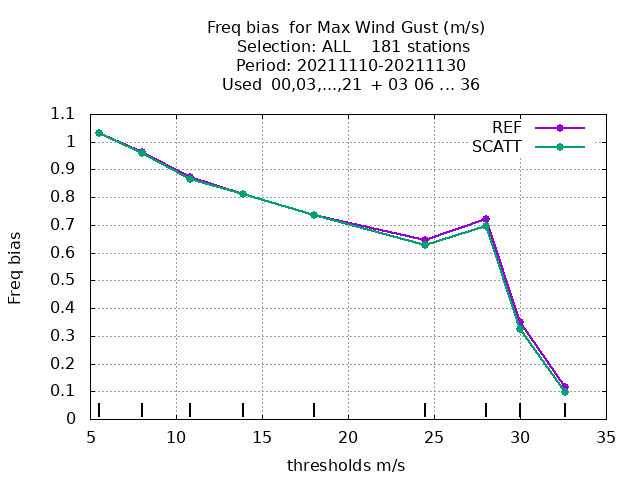 Freq bias  for Max Wind Gust (m/s)
Selection: ALL    181 stations
Period: 20211110-20211130
Used  00,03,...,21  + 03 06 ... 36
REF
SCATT
1.1
1
0.9
0.8
0.7
0.6
0.5
0.4
0.3
0.2
0.1
0
Freq bias
5 10 15 20 25 30 35
thresholds m/s